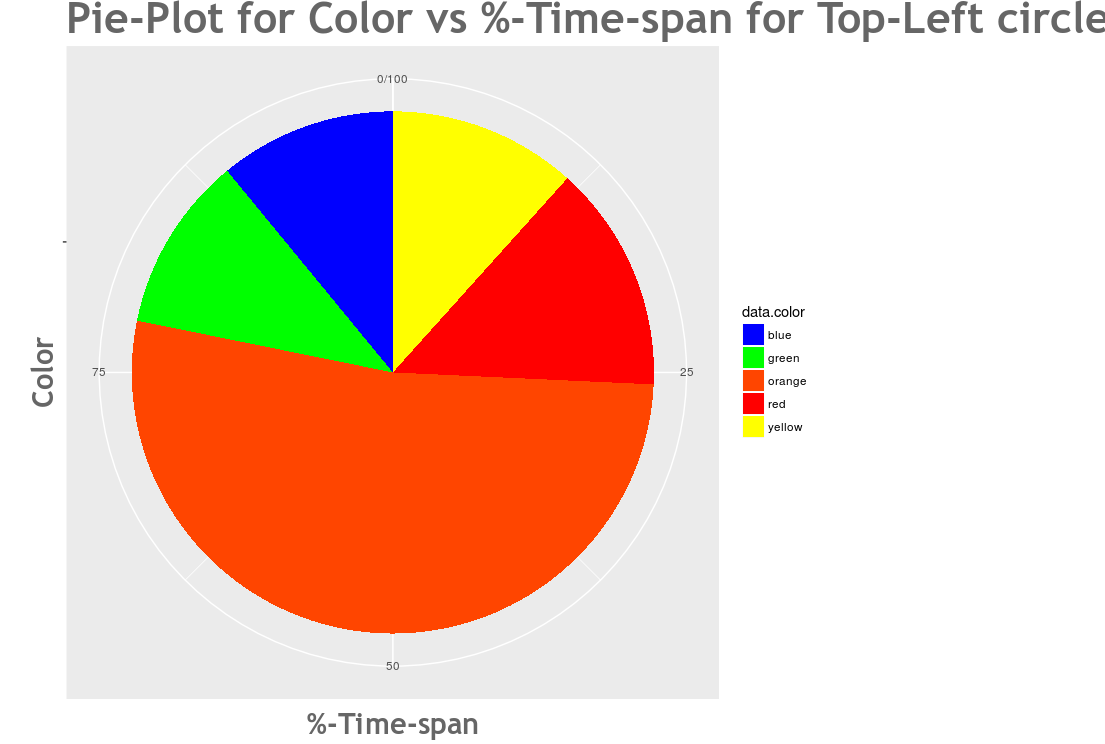 Pie-Plot for Color vs %-Time-span for Top-Left circle
0/100
-
75
25
50
Color
%-Time-span
data.color
blue
green
orange
red
yellow